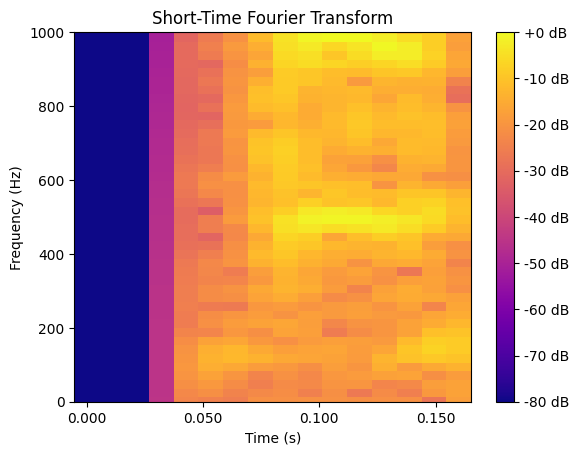 Short-Time Fourier Transform
1000
800
600
400
200
0
Frequency (Hz)
0.000
0.050
0.100
0.150
Time (s)
+0 dB
-10 dB
-20 dB
-30 dB
-40 dB
-50 dB
-60 dB
-70 dB
-80 dB